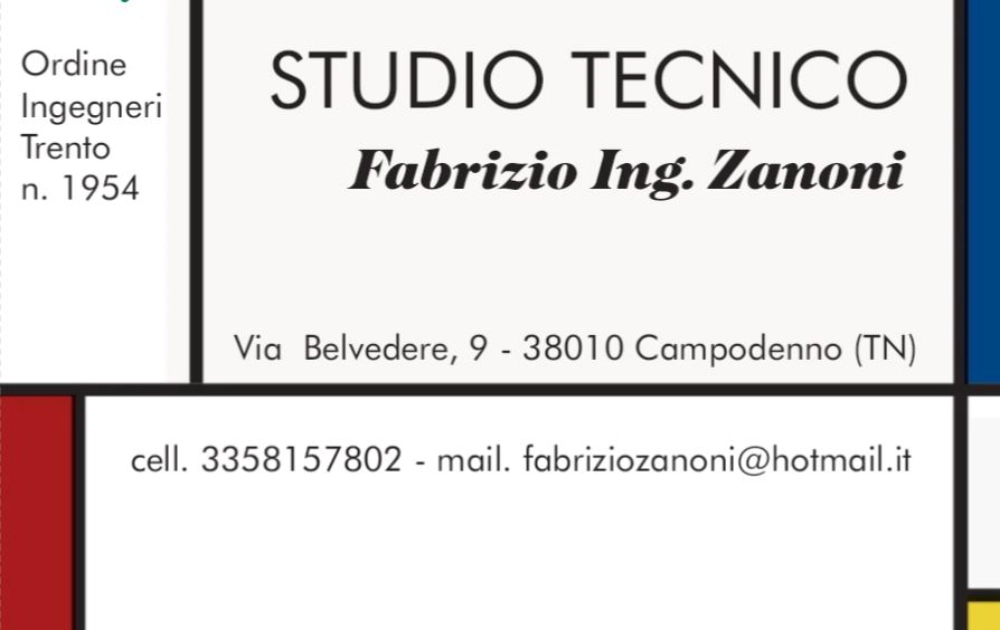 Ordine
Ingegneri
Trento
n. 1954
STUDIO TECNICO
Fabrizio Ing. Zanoni
Via Belvedere, 9 - 38010 Campodenno (TN)
cell. 3358157802 - mail. fabriziozanoni@hotmail.it